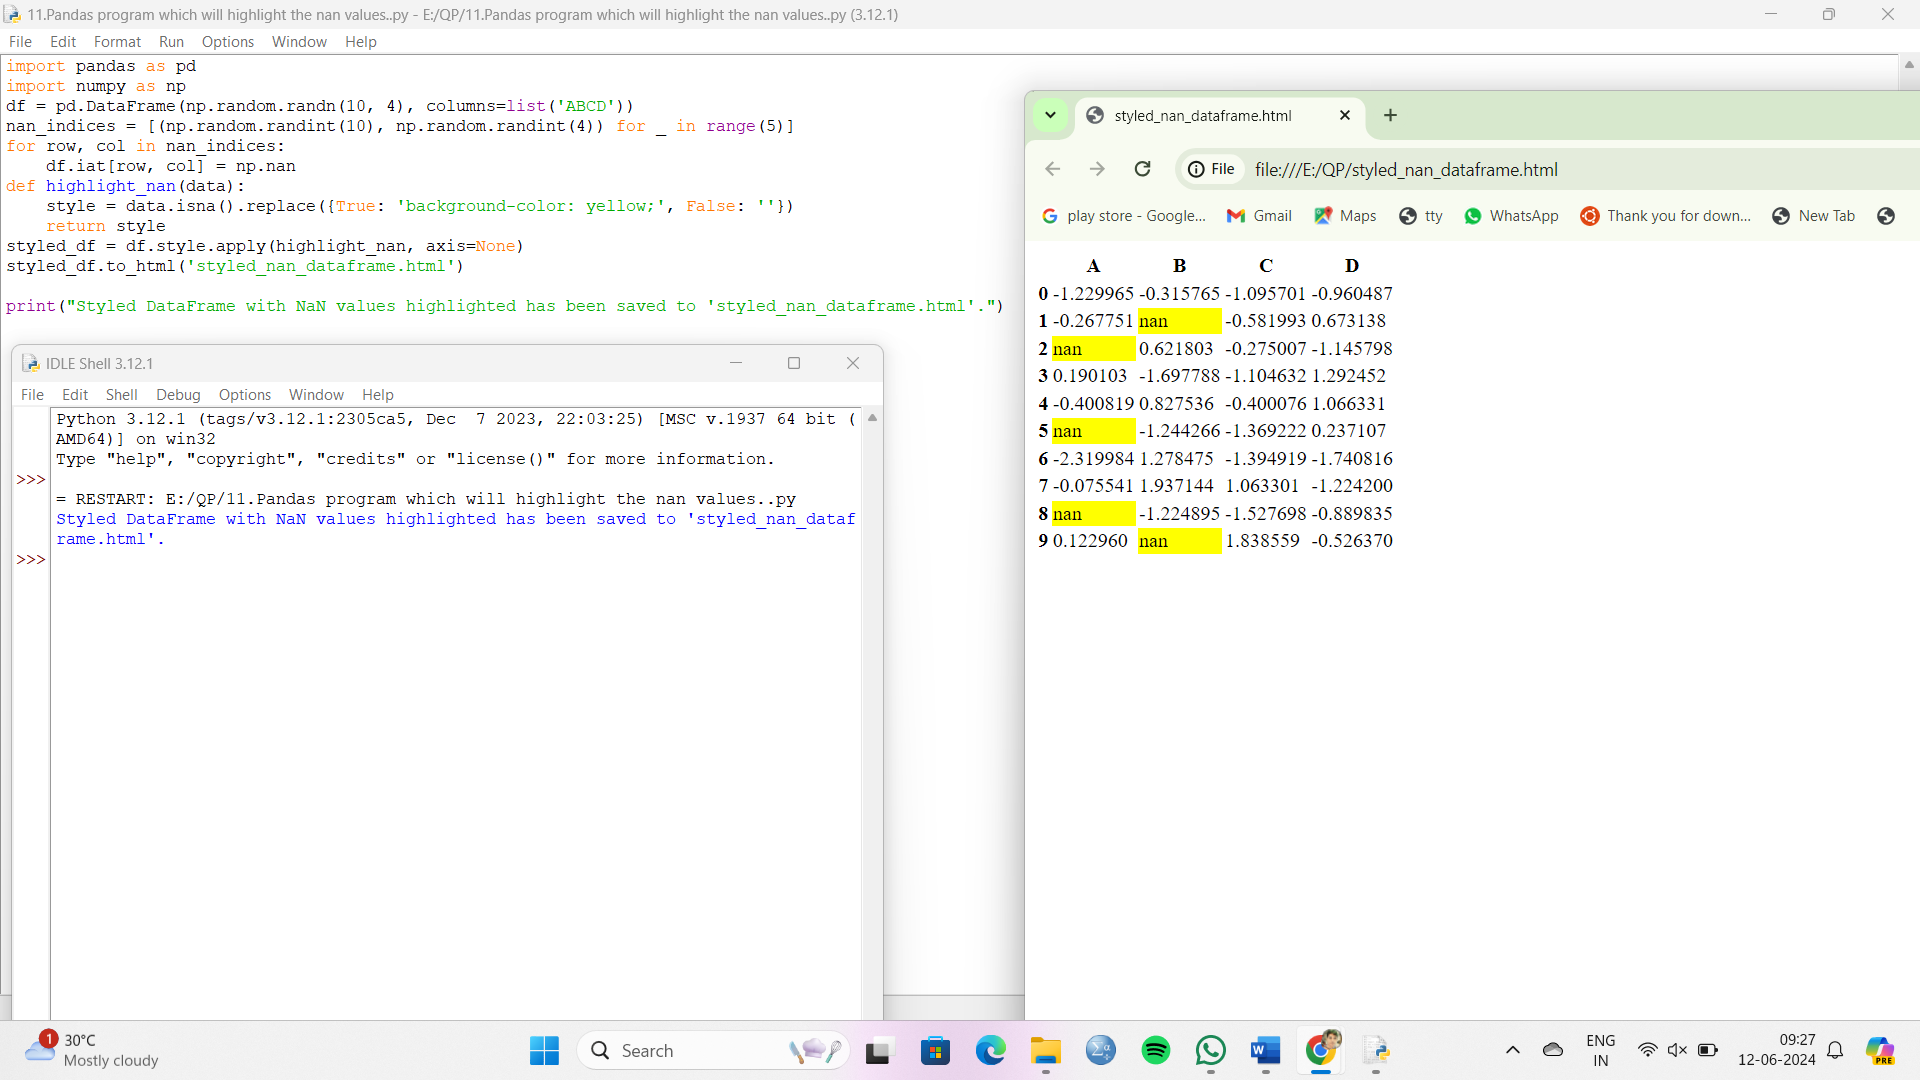 11.Pandas program which will highlight the nan values..py - E:/QP/11.Pandas program which will highlight the nan values..py (3.12.1)
File Edit Format Run Options Window Help
import pandas as pd
import numpy as np
df = pd.DataFrame(np.random.randn(10, 4), columns=list('ABCD'))
nan_indices = [(np.random.randint(10), np.random.randint(4)) for _ in range(5)]
for row, col in nan_indices:
    df.iat[row, col] = np.nan
def highlight_nan(data):
    style = data.isna().replace({True: 'background-color: yellow;', False: ''})
    return style
styled_df = df.style.apply(highlight_nan, axis=None)
styled_df.to_html('styled_nan_dataframe.html')
print("Styled DataFrame with NaN values highlighted has been saved to 'styled_nan_dataframe.html'.")
IDLE Shell 3.12.1
File Edit Shell Debug Options Window Help
Python 3.12.1 (tags/v3.12.1:2305ca5, Dec  7 2023, 22:03:25) [MSC v.1937 64 bit (
AMD64)] on win32
Type "help", "copyright", "credits" or "license()" for more information.
>>>
= RESTART: E:/QP/11.Pandas program which will highlight the nan values..py
Styled DataFrame with NaN values highlighted has been saved to 'styled_nan_dataf
rame.html'.
>>>
styled_nan_dataframe.html
File file:///E:/QP/styled_nan_dataframe.html
play store - Google... Gmail Maps tty WhatsApp Thank you for down... New Tab
A B C D
0 -1.229965 -0.315765 -1.095701 -0.960487
1 -0.267751 nan -0.581993 0.673138
2 nan 0.621803 -0.275007 -1.145798
3 0.190103 -1.697788 -1.104632 1.292452
4 -0.400819 0.827536 -0.400076 1.066331
5 nan -1.244266 -1.369222 0.237107
6 -2.319984 1.278475 -1.394919 -1.740816
7 -0.075541 1.937144 1.063301 -1.224200
8 nan -1.224895 -1.527698 -0.889835
9 0.122960 nan 1.838559 -0.526370
1
30°C
Mostly cloudy
Search
W
ENG
IN
09:27
12-06-2024
PRE